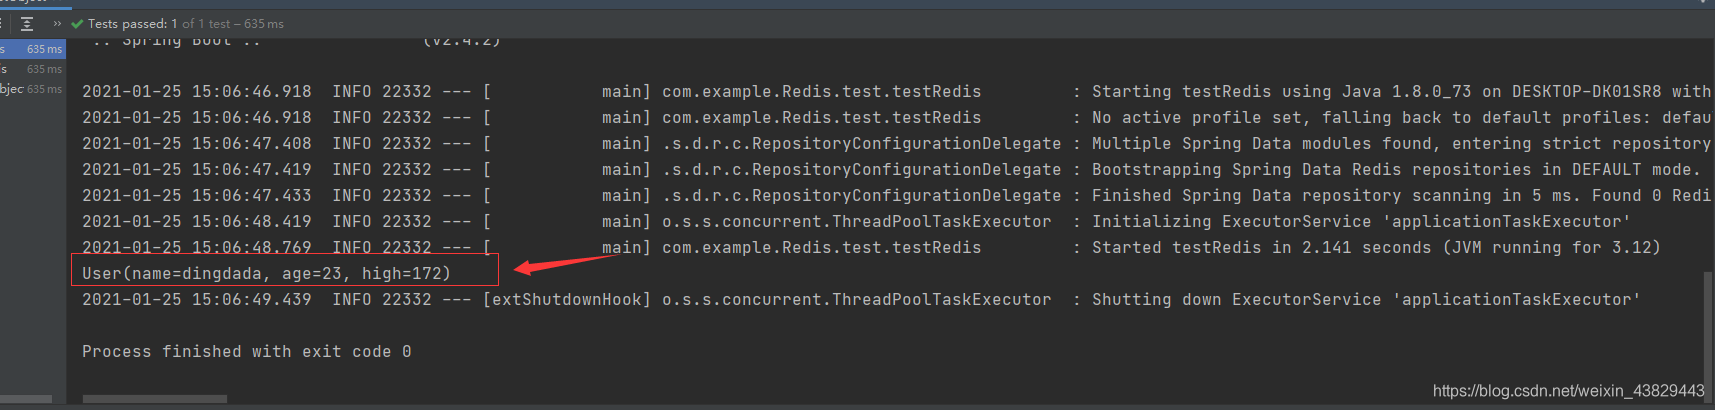 Tests passed: 1 of 1 test – 635 ms
:: Spring Boot :: (v2.4.2)
s 635 ms
is 635 ms
bjec 635 ms
2021-01-25 15:06:46.918  INFO 22332 --- [           main] com.example.Redis.test.testRedis         : Starting testRedis using Java 1.8.0_73 on DESKTOP-DK01SR8 with
2021-01-25 15:06:46.918  INFO 22332 --- [           main] com.example.Redis.test.testRedis         : No active profile set, falling back to default profiles: defau
2021-01-25 15:06:47.408  INFO 22332 --- [           main] .s.d.r.c.RepositoryConfigurationDelegate : Multiple Spring Data modules found, entering strict repository
2021-01-25 15:06:47.419  INFO 22332 --- [           main] .s.d.r.c.RepositoryConfigurationDelegate : Bootstrapping Spring Data Redis repositories in DEFAULT mode.
2021-01-25 15:06:47.433  INFO 22332 --- [           main] .s.d.r.c.RepositoryConfigurationDelegate : Finished Spring Data repository scanning in 5 ms. Found 0 Redi
2021-01-25 15:06:48.419  INFO 22332 --- [           main] o.s.s.concurrent.ThreadPoolTaskExecutor  : Initializing ExecutorService 'applicationTaskExecutor'
2021-01-25 15:06:48.769  INFO 22332 --- [           main] com.example.Redis.test.testRedis         : Started testRedis in 2.141 seconds (JVM running for 3.12)
User(name=dingdada, age=23, high=172)
2021-01-25 15:06:49.439  INFO 22332 --- [extShutdownHook] o.s.s.concurrent.ThreadPoolTaskExecutor  : Shutting down ExecutorService 'applicationTaskExecutor'
Process finished with exit code 0
https://blog.csdn.net/weixin_43829443